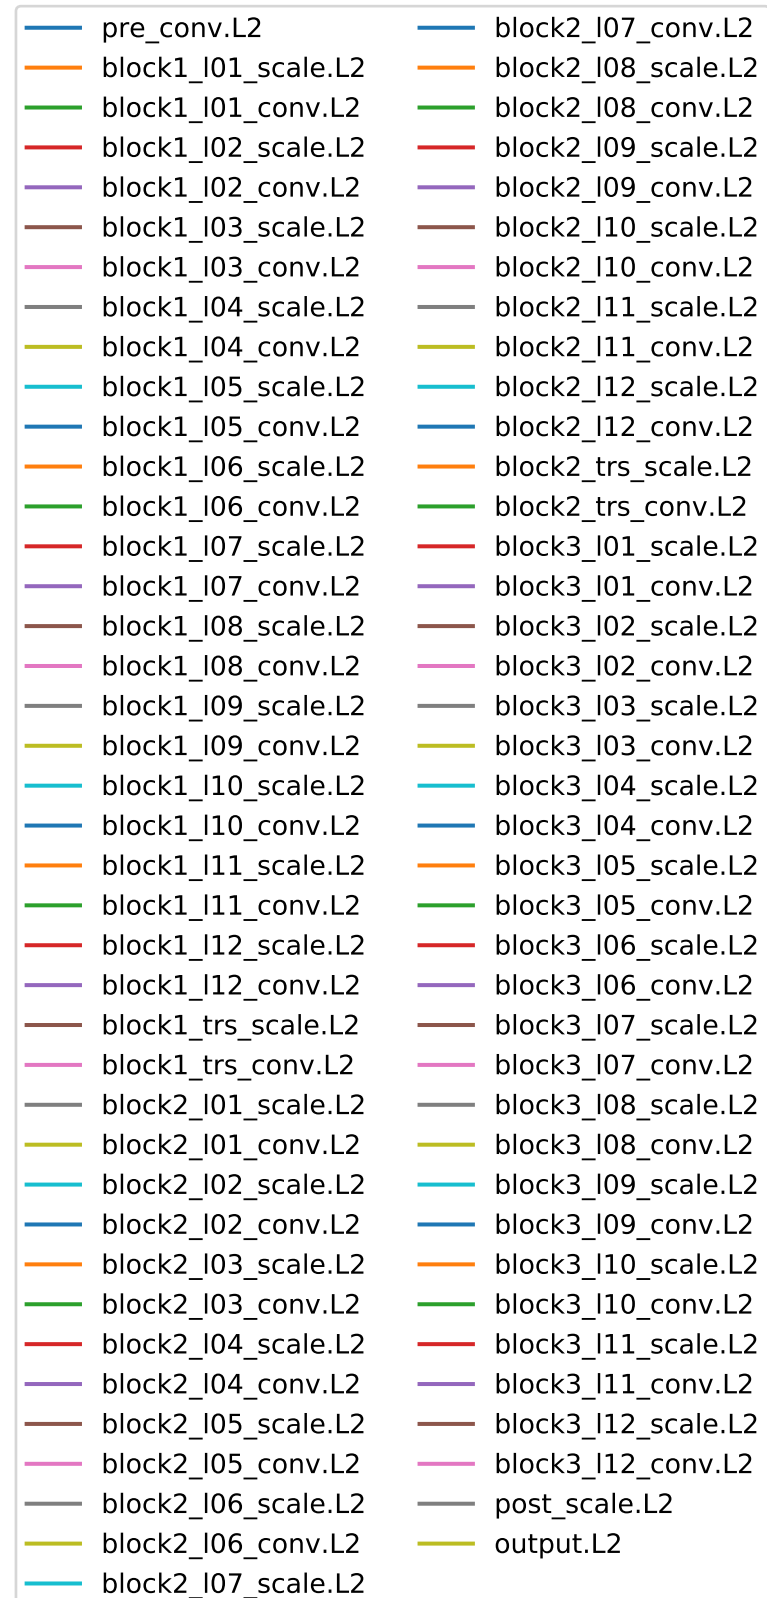 pre_conv.L2
block1_l01_scale.L2
block1_l01_conv.L2
block1_l02_scale.L2
block1_l02_conv.L2
block1_l03_scale.L2
block1_l03_conv.L2
block1_l04_scale.L2
block1_l04_conv.L2
block1_l05_scale.L2
block1_l05_conv.L2
block1_l06_scale.L2
block1_l06_conv.L2
block1_l07_scale.L2
block1_l07_conv.L2
block1_l08_scale.L2
block1_l08_conv.L2
block1_l09_scale.L2
block1_l09_conv.L2
block1_l10_scale.L2
block1_l10_conv.L2
block1_l11_scale.L2
block1_l11_conv.L2
block1_l12_scale.L2
block1_l12_conv.L2
block1_trs_scale.L2
block1_trs_conv.L2
block2_l01_scale.L2
block2_l01_conv.L2
block2_l02_scale.L2
block2_l02_conv.L2
block2_l03_scale.L2
block2_l03_conv.L2
block2_l04_scale.L2
block2_l04_conv.L2
block2_l05_scale.L2
block2_l05_conv.L2
block2_l06_scale.L2
block2_l06_conv.L2
block2_l07_scale.L2
block2_l07_conv.L2
block2_l08_scale.L2
block2_l08_conv.L2
block2_l09_scale.L2
block2_l09_conv.L2
block2_l10_scale.L2
block2_l10_conv.L2
block2_l11_scale.L2
block2_l11_conv.L2
block2_l12_scale.L2
block2_l12_conv.L2
block2_trs_scale.L2
block2_trs_conv.L2
block3_l01_scale.L2
block3_l01_conv.L2
block3_l02_scale.L2
block3_l02_conv.L2
block3_l03_scale.L2
block3_l03_conv.L2
block3_l04_scale.L2
block3_l04_conv.L2
block3_l05_scale.L2
block3_l05_conv.L2
block3_l06_scale.L2
block3_l06_conv.L2
block3_l07_scale.L2
block3_l07_conv.L2
block3_l08_scale.L2
block3_l08_conv.L2
block3_l09_scale.L2
block3_l09_conv.L2
block3_l10_scale.L2
block3_l10_conv.L2
block3_l11_scale.L2
block3_l11_conv.L2
block3_l12_scale.L2
block3_l12_conv.L2
post_scale.L2
output.L2